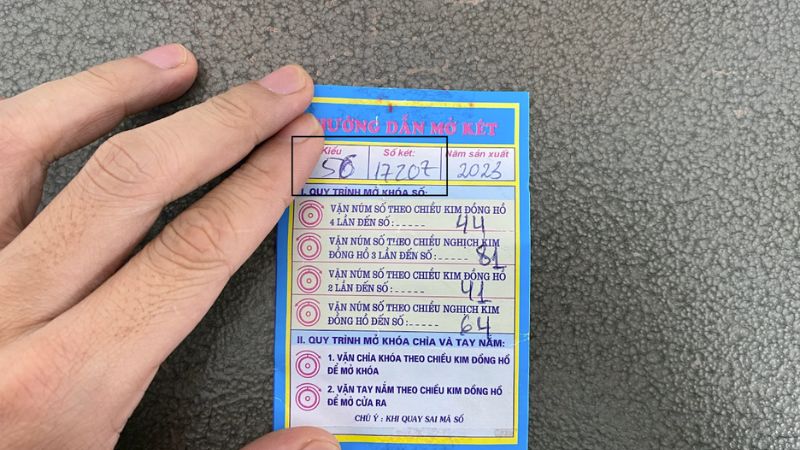 HƯỚNG DẪN MỞ KÉT
Kiểu Số két: Năm sản xuất
56 17207 2023
I. QUY TRÌNH MỞ KHÓA SỐ:
VẶN NÚM SỐ THEO CHIỀU KIM ĐỒNG HỒ
4 LẦN ĐẾN SỐ:----- 44
VẶN NÚM SỐ THEO CHIỀU NGHỊCH KIM
ĐỒNG HỒ 3 LẦN ĐẾN SỐ:----- 81
VẶN NÚM SỐ THEO CHIỀU KIM ĐỒNG HỒ
2 LẦN ĐẾN SỐ:----- 41
VẶN NÚM SỐ THEO CHIỀU NGHỊCH KIM
ĐỒNG HỒ ĐẾN SỐ:----- 64
II. QUY TRÌNH MỞ KHÓA CHÌA VÀ TAY NẮM:
1. VẶN CHÌA KHÓA THEO CHIỀU KIM ĐỒNG HỒ
ĐỂ MỞ KHÓA
2. VẶN TAY NẮM THEO CHIỀU KIM ĐỒNG HỒ
ĐỂ MỞ CỬA RA
CHÚ Ý : KHI QUAY SAI MÃ SỐ